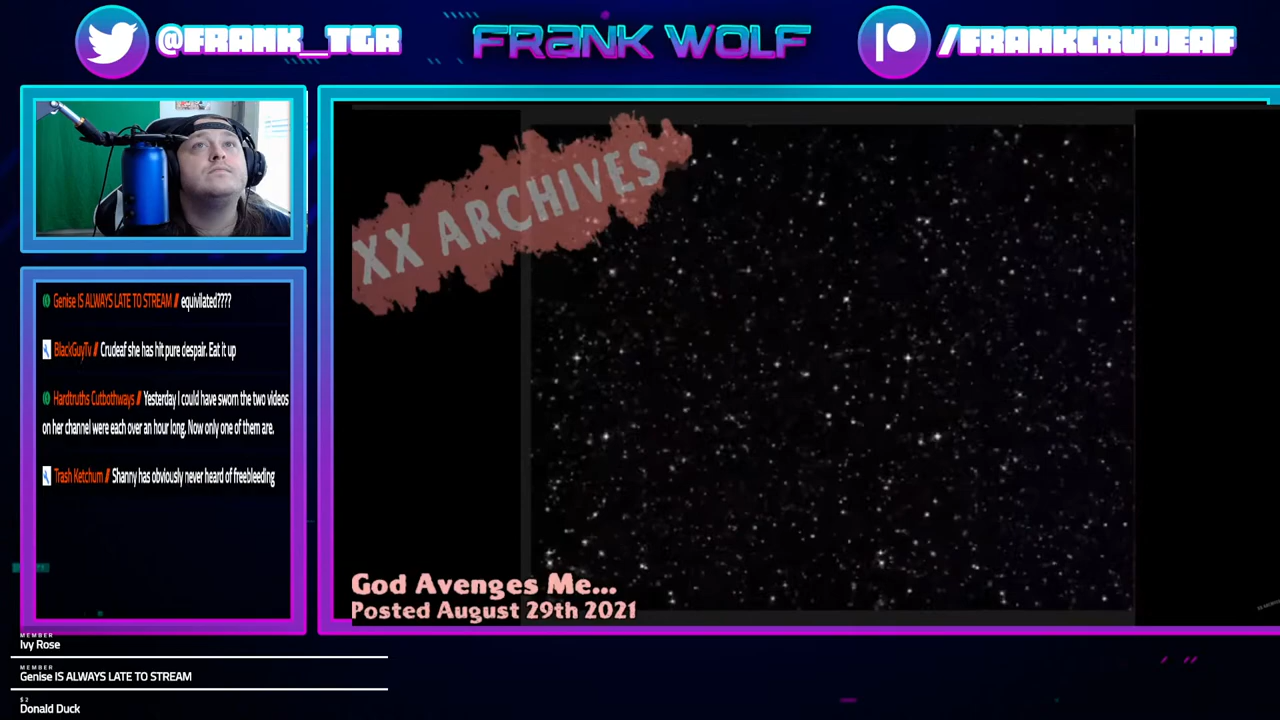 @FRANK_TGR
FRANK WOLF
/FRANKCRUDEAF
XX ARCHIVES
Genise IS ALWAYS LATE TO STREAM // equivilated????
BlackGuyTv // Crudeaf she has hit pure despair. Eat it up
Hardtruths Cutbothways // Yesterday I could have sworn the two videos
on her channel were each over an hour long. Now only one of them are.
Trash Ketchum // Shanny has obviously never heard of freebleeding
God Avenges Me...
Posted August 29th 2021
MEMBER
Ivy Rose
MEMBER
Genise IS ALWAYS LATE TO STREAM
$2
Donald Duck